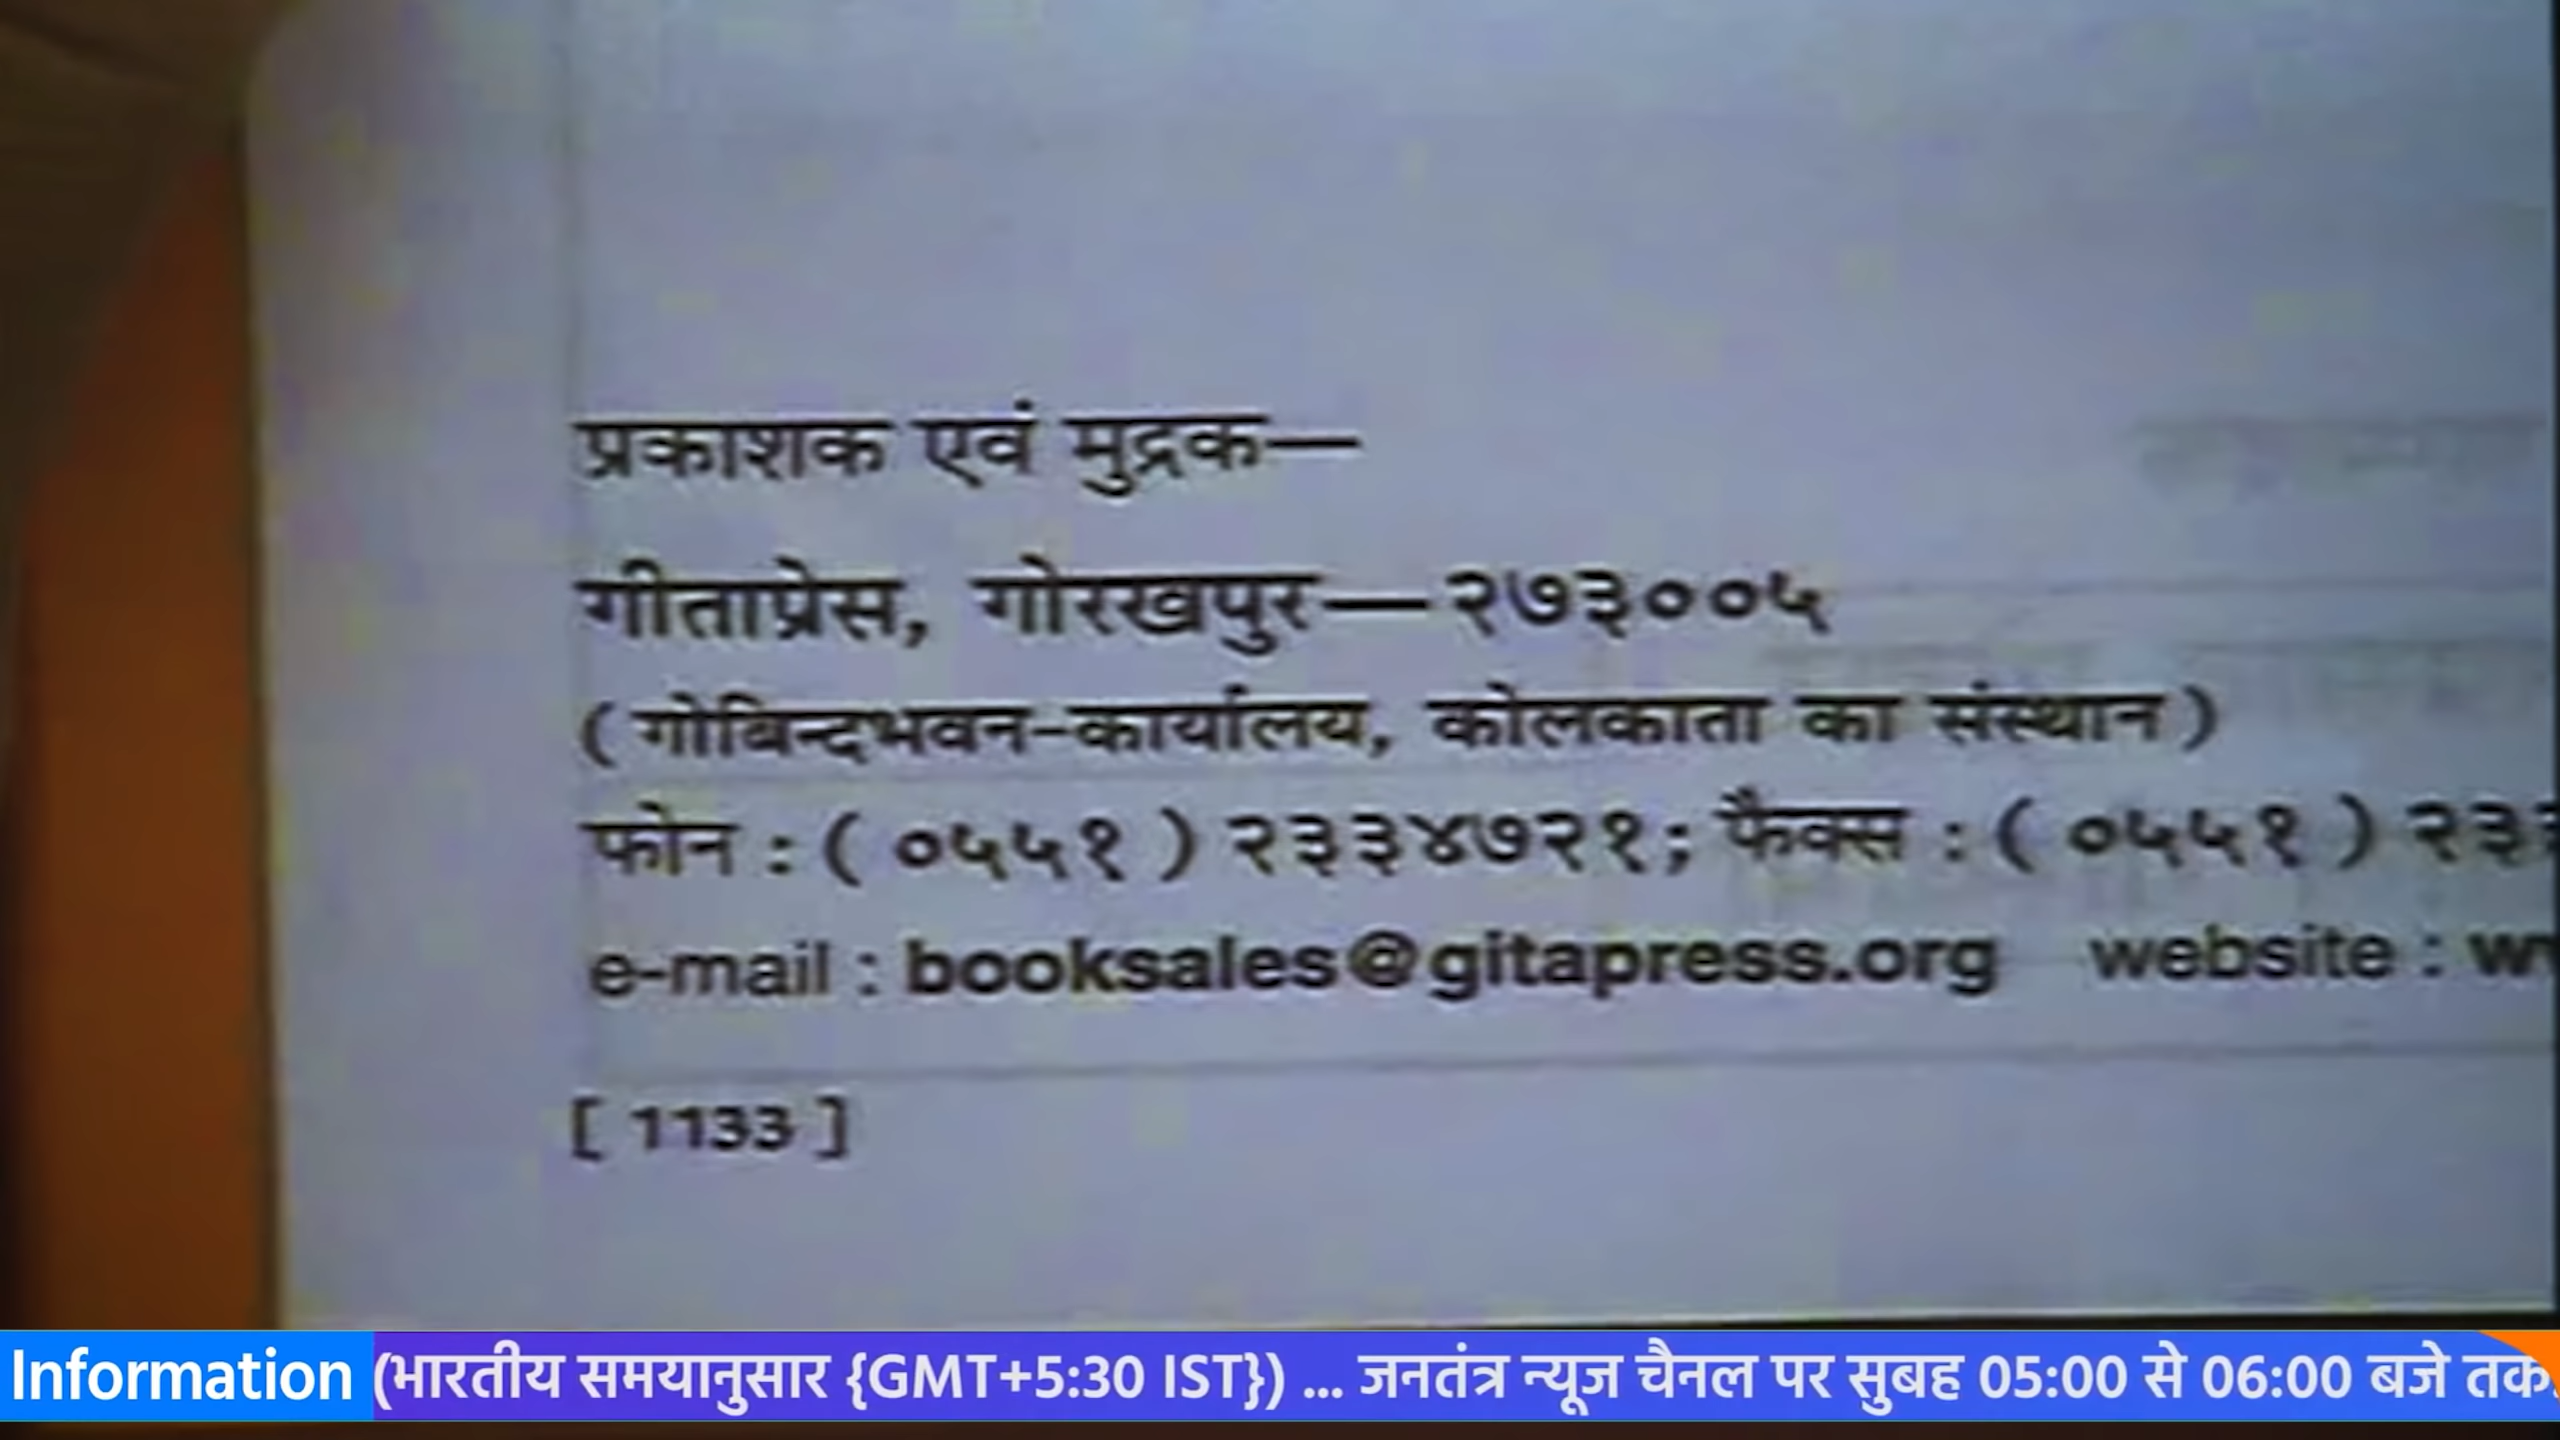 प्रकाशक एवं मुद्रक—
गीताप्रेस, गोरखपुर—२७३००५
( गोबिन्दभवन-कार्यालय, कोलकाता का संस्थान )
फोन : ( ०५५१ ) २३३४७२१; फैक्स : ( ०५५१ ) २३३
e-mail : booksales@gitapress.org website :
[ 1133 ]
Information (भारतीय समयानुसार {GMT+5:30 IST}) ... जनतंत्र न्यूज चैनल पर सुबह 05:00 से 06:00 बजे तक